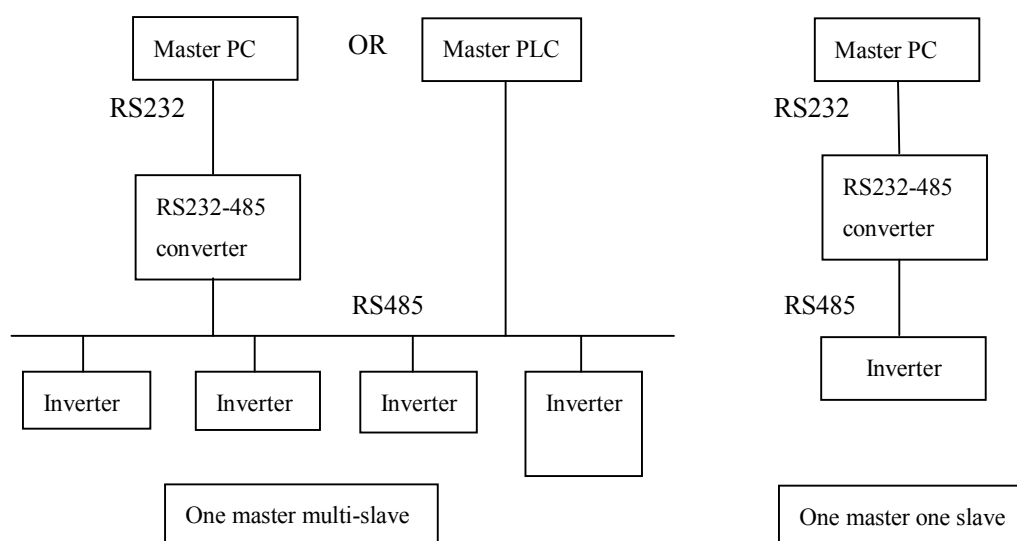 Master PC
OR
Master PLC
RS232
RS232-485
converter
RS485
Inverter
Inverter
Inverter
Inverter
One master multi-slave
Master PC
RS232
RS232-485
converter
RS485
Inverter
One master one slave